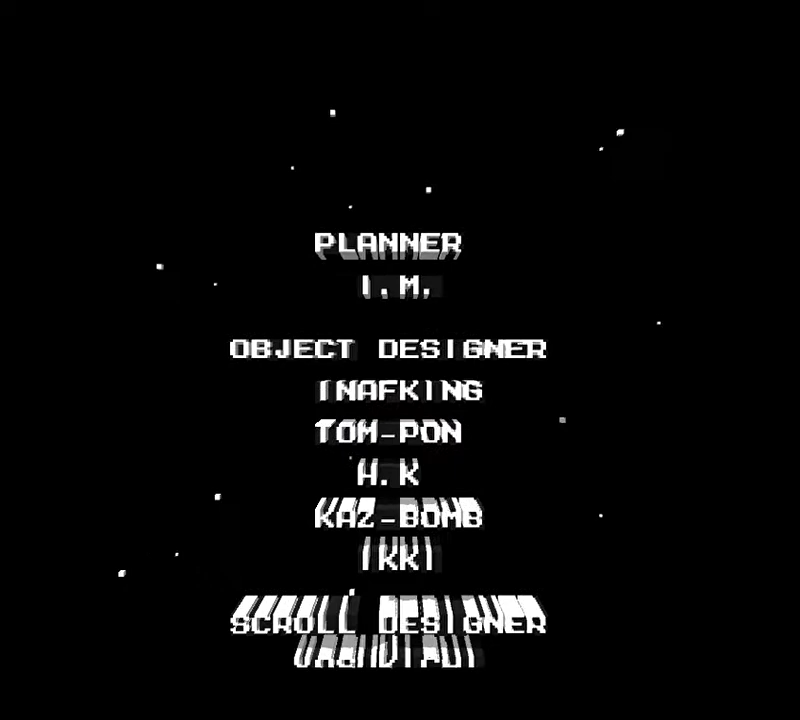 PLANNER
I.M.
OBJECT DESIGNER
INAFKING
TOM-PON
H.K
KAZ-BOMB
IKKI
SCROLL DESIGNER